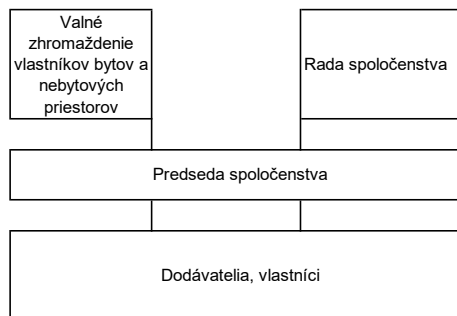 Valné
zhromaždenie
vlastníkov bytov a
nebytových
priestorov
Rada spoločenstva
Predseda spoločenstva
Dodávatelia, vlastníci